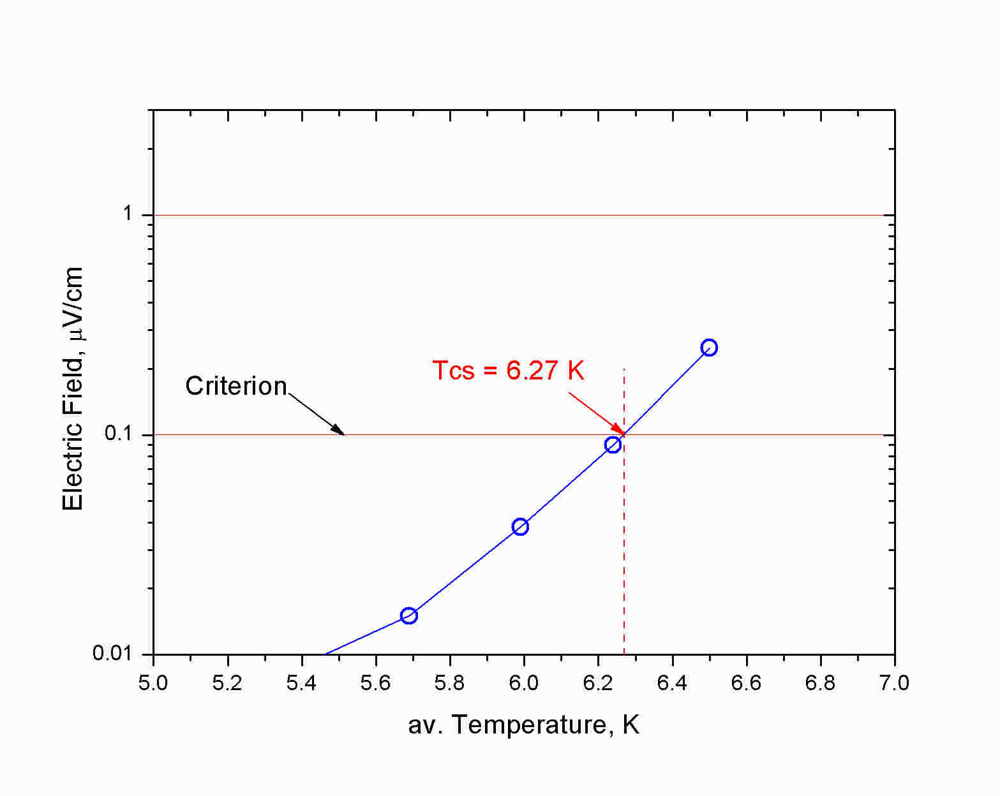 1
Tcs = 6.27 K
Criterion
0.1
Electric Field, μV/cm
0.01
5.0 5.2 5.4 5.6 5.8 6.0 6.2 6.4 6.6 6.8 7.0
av. Temperature, K